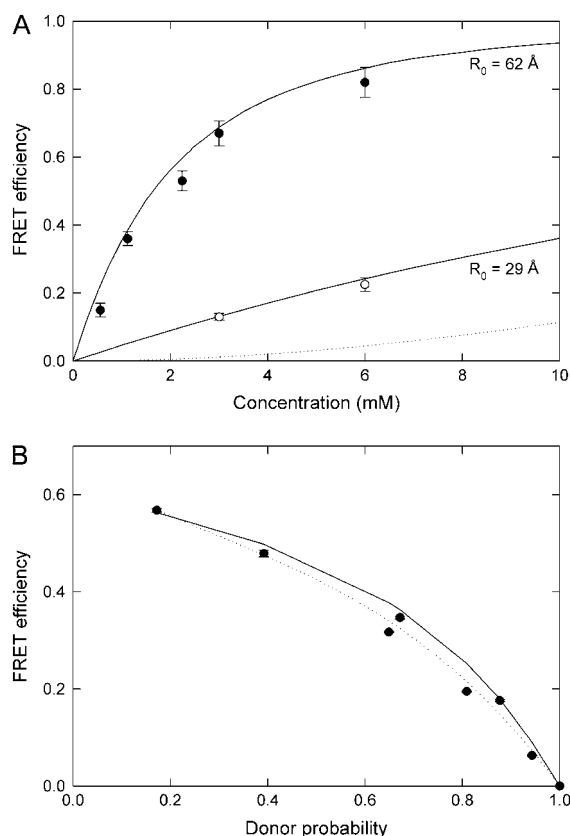 A
1.0
0.8
0.6
0.4
0.2
0.0
FRET efficiency
R0 = 62 Å
R0 = 29 Å
0 2 4 6 8 10
Concentration (mM)
B
0.6
0.4
0.2
0.0
FRET efficiency
0.0 0.2 0.4 0.6 0.8 1.0
Donor probability